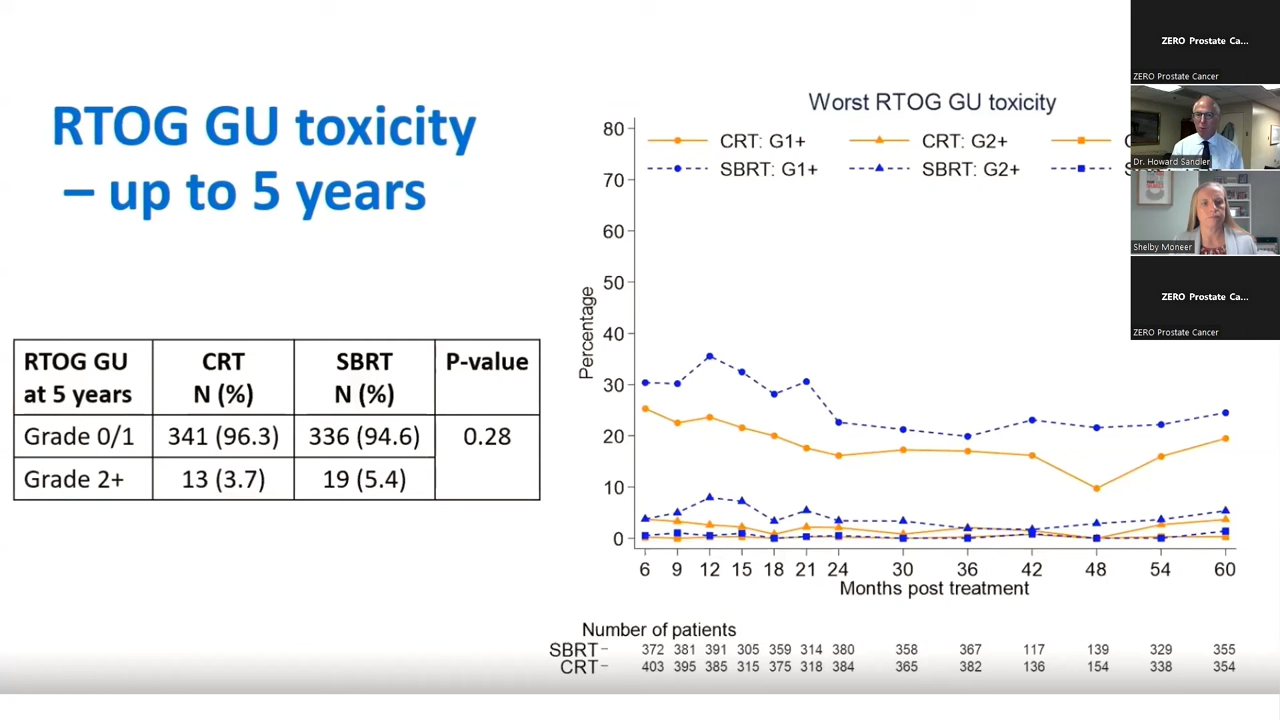 RTOG GU toxicity
– up to 5 years
RTOG GU at 5 years CRT N (%) SBRT N (%) P-value
Grade 0/1 341 (96.3) 336 (94.6) 0.28
Grade 2+ 13 (3.7) 19 (5.4)
Worst RTOG GU toxicity
CRT: G1+ CRT: G2+
SBRT: G1+ SBRT: G2+
Percentage
80
70
60
50
40
30
20
10
0
6 9 12 15 18 21 24 30 36 42 48 54 60
Months post treatment
Number of patients
SBRT 372 381 391 305 359 314 380 358 367 117 139 329 355
CRT 403 395 385 315 375 318 384 365 382 136 154 338 354
ZERO Prostate Ca...
ZERO Prostate Cancer
Dr. Howard Sandler
Shelby Moneer
ZERO Prostate Ca...
ZERO Prostate Cancer